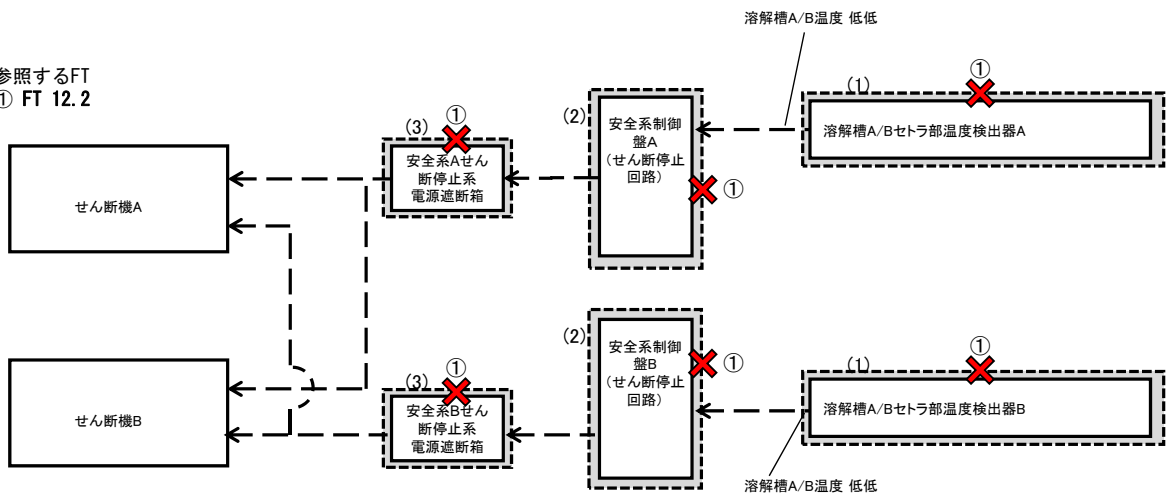 溶解槽A/B温度 低低
参照するFT
① FT 12.2
(1)
①
溶解槽A/Bセトラ部温度検出器A
(2)
安全系制御
盤A
(せん断停止
回路)
①
(3)
①
安全系Aせん
断停止系
電源遮断箱
せん断機A
(1)
①
溶解槽A/Bセトラ部温度検出器B
(2)
安全系制御
盤B
(せん断停止
回路)
①
(3)
①
安全系Bせん
断停止系
電源遮断箱
せん断機B
溶解槽A/B温度 低低